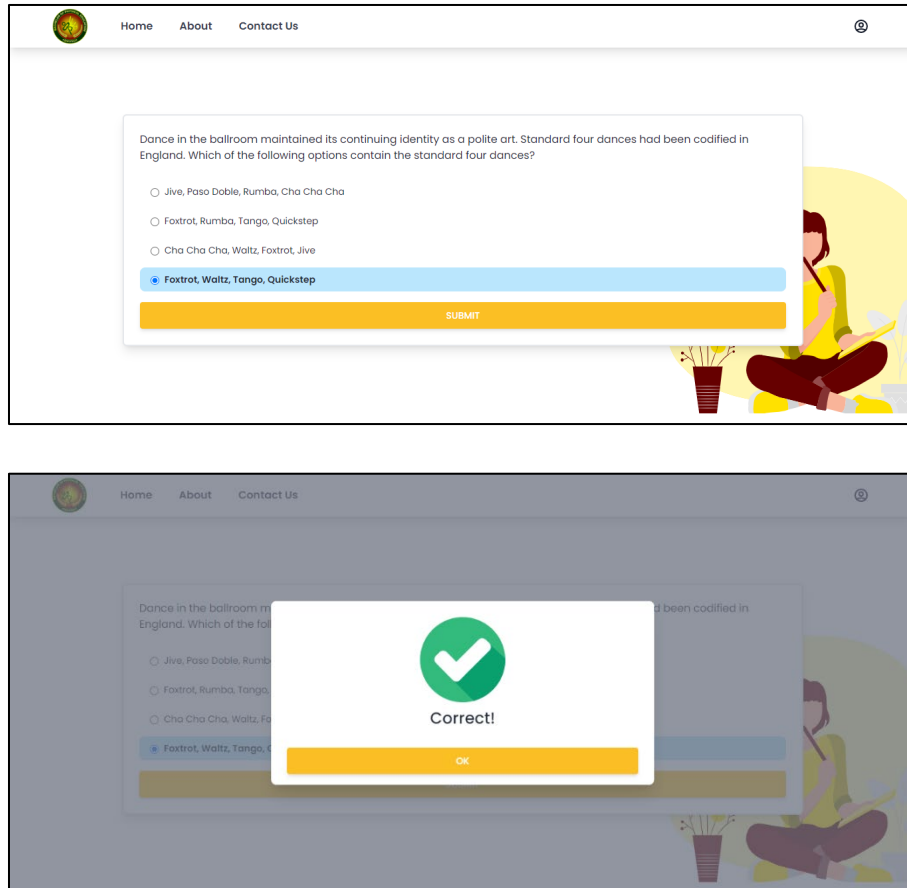 Home About Contact Us
Dance in the ballroom maintained its continuing identity as a polite art. Standard four dances had been codified in
England. Which of the following options contain the standard four dances?
Jive, Paso Doble, Rumba, Cha Cha Cha
Foxtrot, Rumba, Tango, Quickstep
Cha Cha Cha, Waltz, Foxtrot, Jive
Foxtrot, Waltz, Tango, Quickstep
SUBMIT
Home About Contact Us
Dance in the ballroom m d been codified in
England. Which of the fol
Jive, Paso Doble, Rumb
Foxtrot, Rumba, Tango,
Cha Cha Cha, Waltz, Fo
Foxtrot, Waltz, Tango,
Correct!
OK